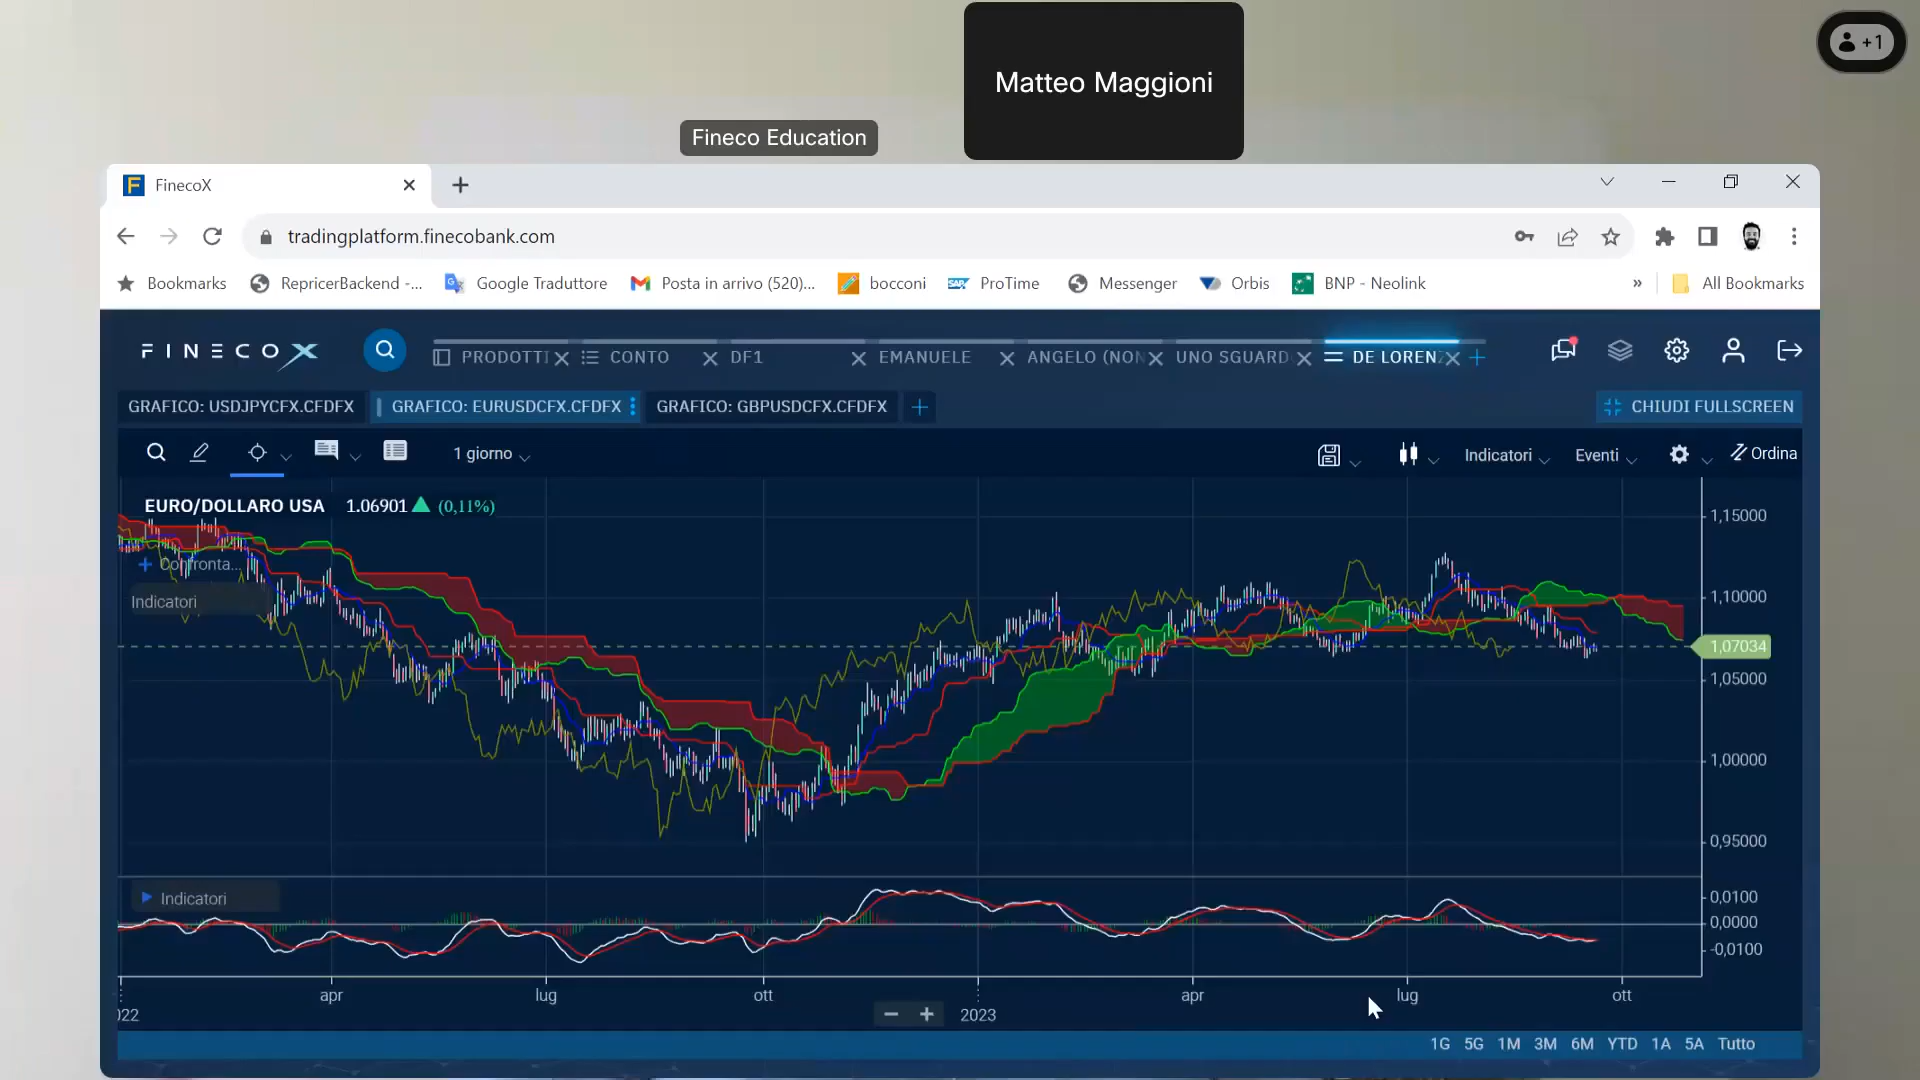 Matteo Maggioni
+1
Fineco Education
FinecoX
tradingplatform.finecobank.com
Bookmarks RepricerBackend -... Google Traduttore Posta in arrivo (520)... bocconi ProTime Messenger Orbis BNP - Neolink » All Bookmarks
FINECOX PRODOTTI CONTO DF1 EMANUELE ANGELO (NON UNO SGUARD DE LOREN
GRAFICO: USDJPYCFX.CFDFX GRAFICO: EURUSDCFX.CFDFX GRAFICO: GBPUSDCFX.CFDFX CHIUDI FULLSCREEN
1 giorno Indicatori Eventi Ordina
EURO/DOLLARO USA 1.06901 (0,11%)
1,15000
Confronta...
Indicatori
1,10000
1,07034
1,05000
1,00000
0,95000
Indicatori
0,0100
0,0000
-0,0100
apr lug ott apr lug ott
022 2023
1G 5G 1M 3M 6M YTD 1A 5A Tutto